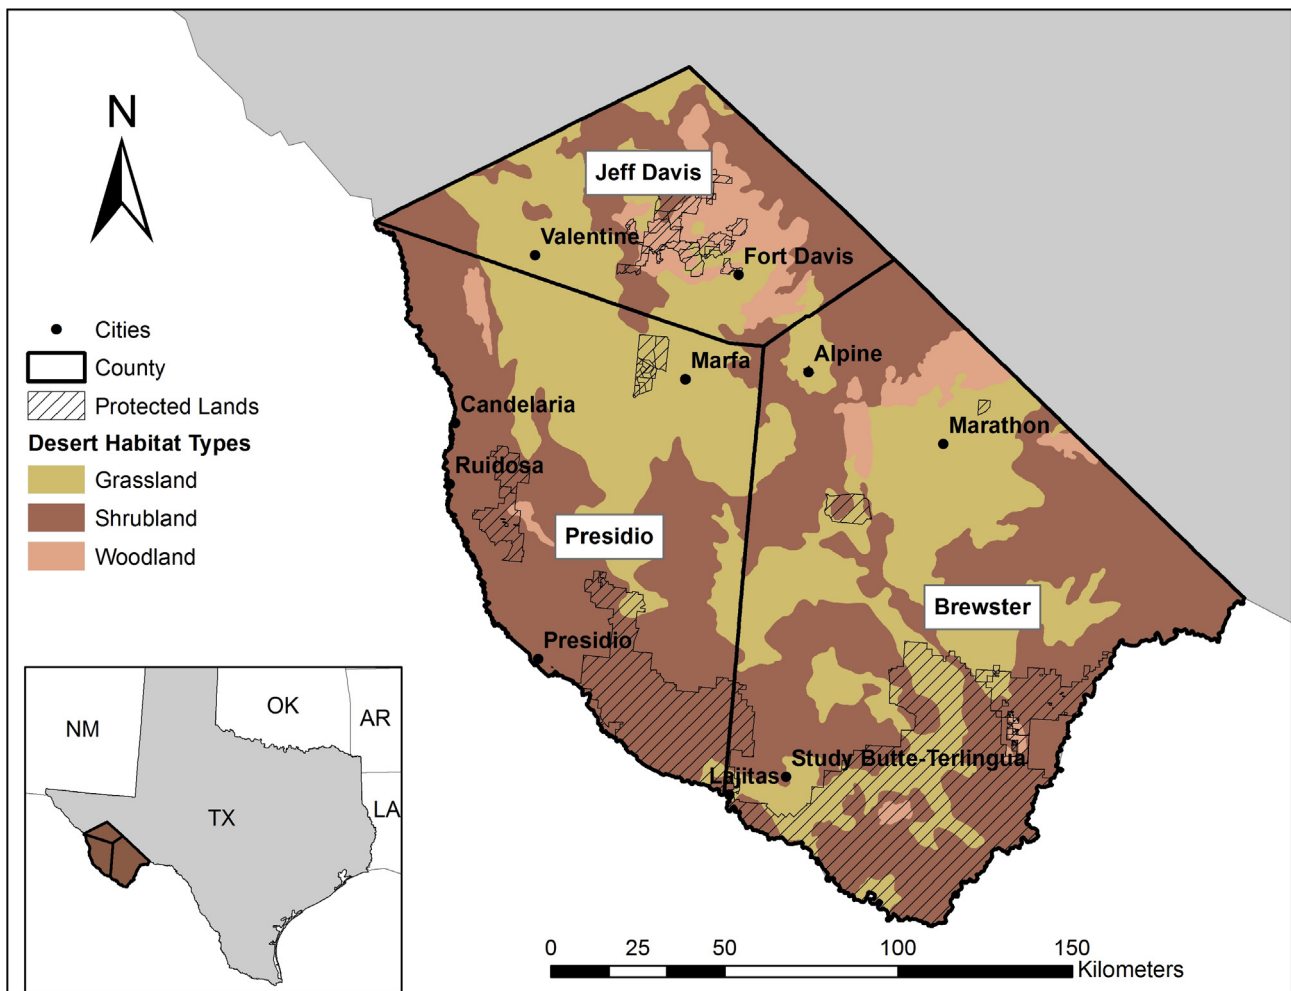 N
Jeff Davis
Valentine
Fort Davis
Marfa
Alpine
Candelaria
Marathon
Ruidosa
Presidio
Brewster
Presidio
Study Butte-Terlingua
Lajitas
Cities
County
Protected Lands
Desert Habitat Types
Grassland
Shrubland
Woodland
NM
OK
AR
TX
LA
0 25 50 100 150
Kilometers